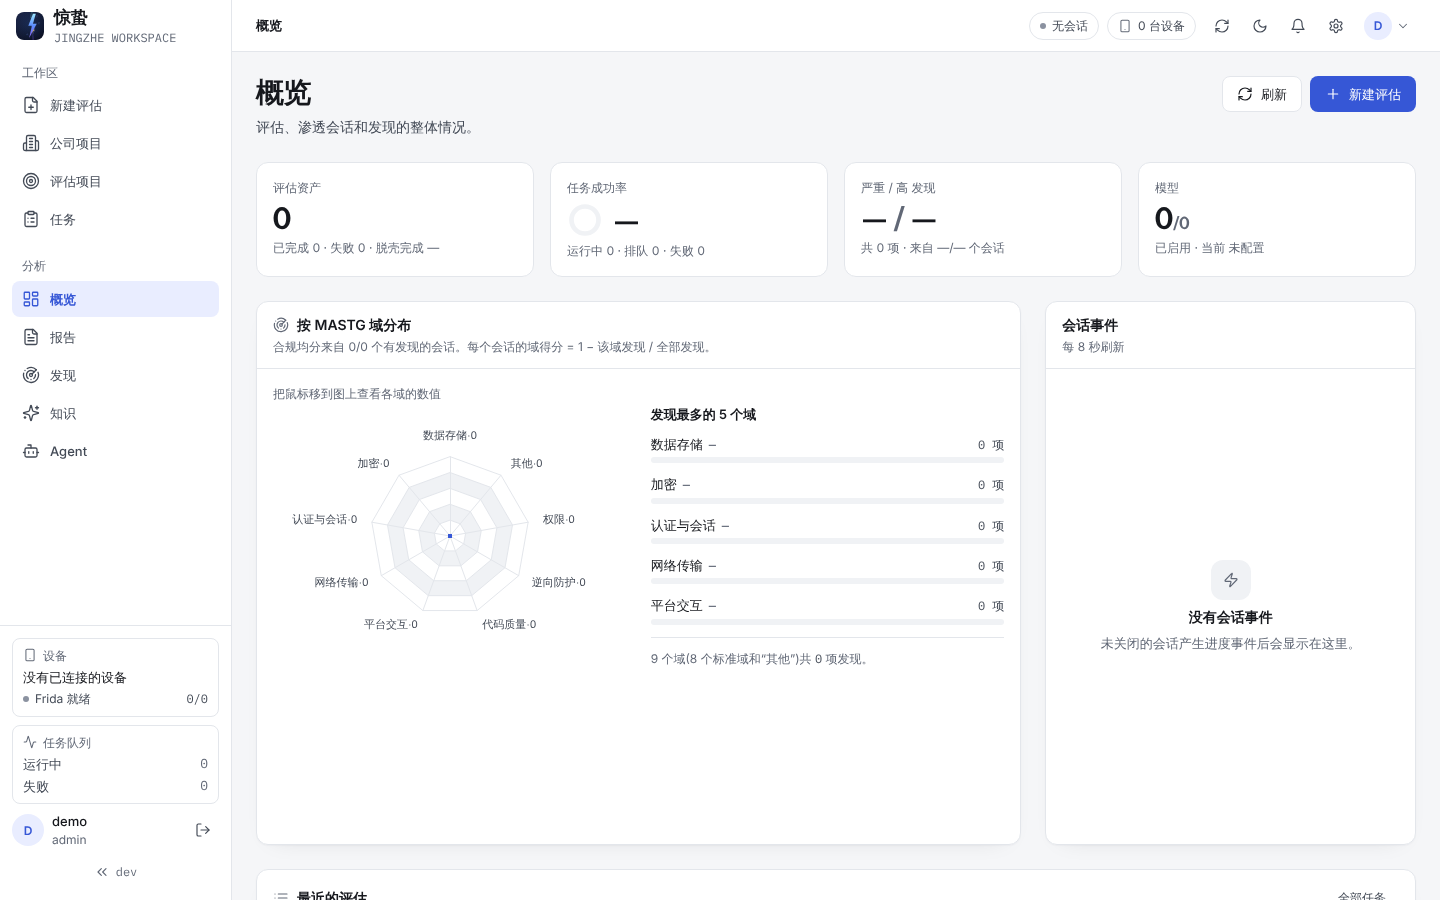 惊蛰
JINGZHE WORKSPACE
工作区
新建评估
公司项目
评估项目
任务
分析
概览
报告
发现
知识
Agent
设备
没有已连接的设备
Frida 就绪 0/0
任务队列
运行中 0
失败 0
D demo
admin
dev
概览
无会话
0 台设备
D
概览
评估、渗透会话和发现的整体情况。
刷新
新建评估
评估资产
0
已完成 0 · 失败 0 · 脱壳完成 —
任务成功率
—
运行中 0 · 排队 0 · 失败 0
严重 / 高 发现
— / —
共 0 项 · 来自 —/— 个会话
模型
0/0
已启用 · 当前 未配置
按 MASTG 域分布
合规均分来自 0/0 个有发现的会话。每个会话的域得分 = 1 − 该域发现 / 全部发现。
把鼠标移到图上查看各域的数值
数据存储·0
加密·0
其他·0
认证与会话·0
权限·0
网络传输·0
逆向防护·0
平台交互·0
代码质量·0
发现最多的 5 个域
数据存储 — 0 项
加密 — 0 项
认证与会话 — 0 项
网络传输 — 0 项
平台交互 — 0 项
9 个域(8 个标准域和“其他”)共 0 项发现。
会话事件
每 8 秒刷新
没有会话事件
未关闭的会话产生进度事件后会显示在这里。
最近的评估
全部任务